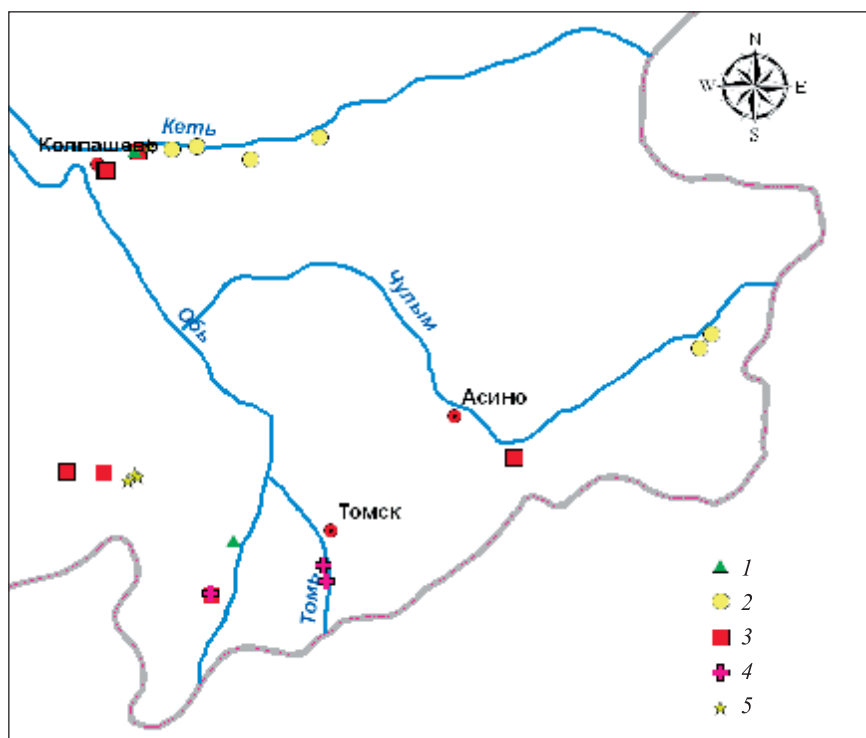 N
W
E
S
Кеть
Колпашево
Чулым
Обь
Асино
Томск
Томь
1
2
3
4
5